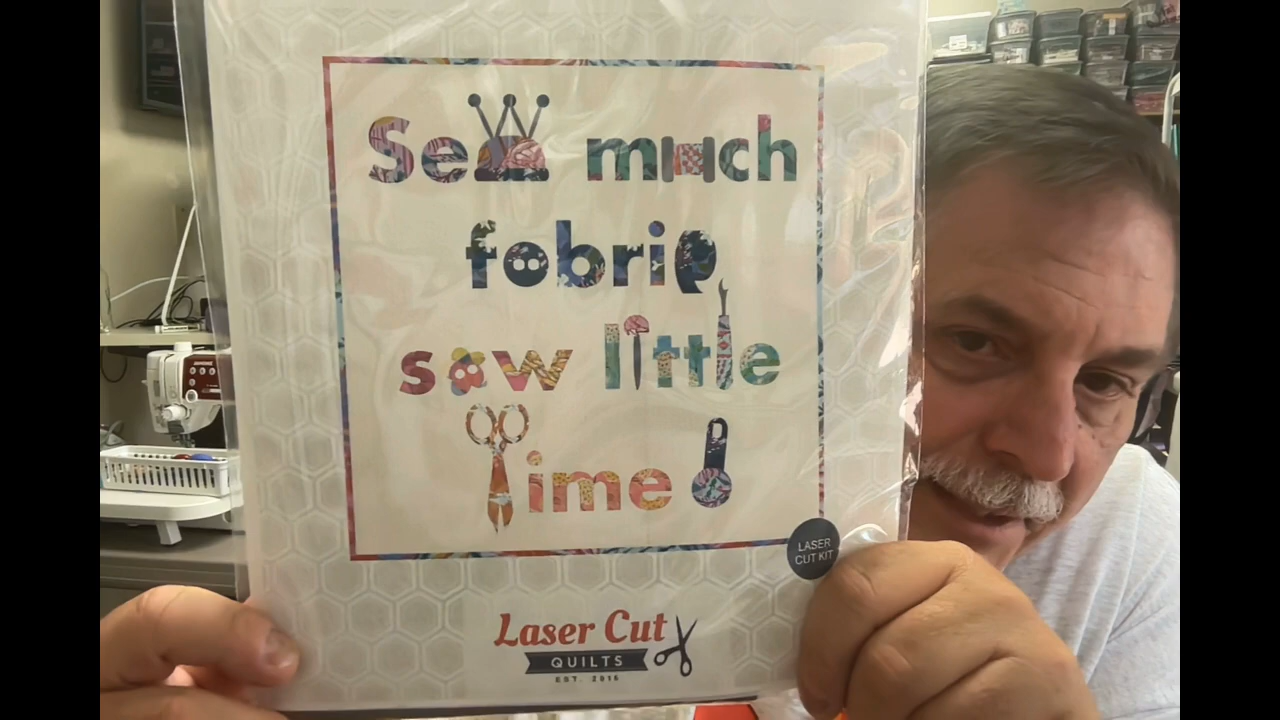 Sew much
fabric
sew little
time!
LASER
CUT KIT
Laser Cut
QUILTS
EST. 2016